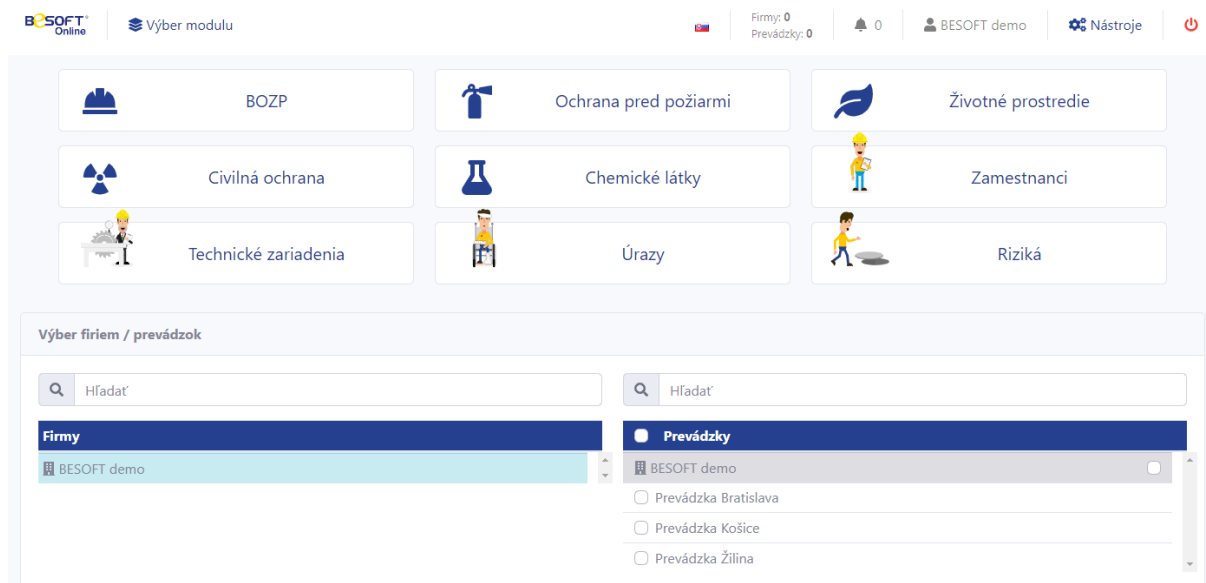 BeSOFT® Online
Výber modulu
Firmy: 0
Prevádzky: 0
0
BESOFT demo
Nástroje
BOZP
Ochrana pred požiarmi
Životné prostredie
Civilná ochrana
Chemické látky
Zamestnanci
Technické zariadenia
Úrazy
Riziká
Výber firiem / prevádzok
Hľadať
Hľadať
Firmy
Prevádzky
BESOFT demo
BESOFT demo
Prevádzka Bratislava
Prevádzka Košice
Prevádzka Žilina